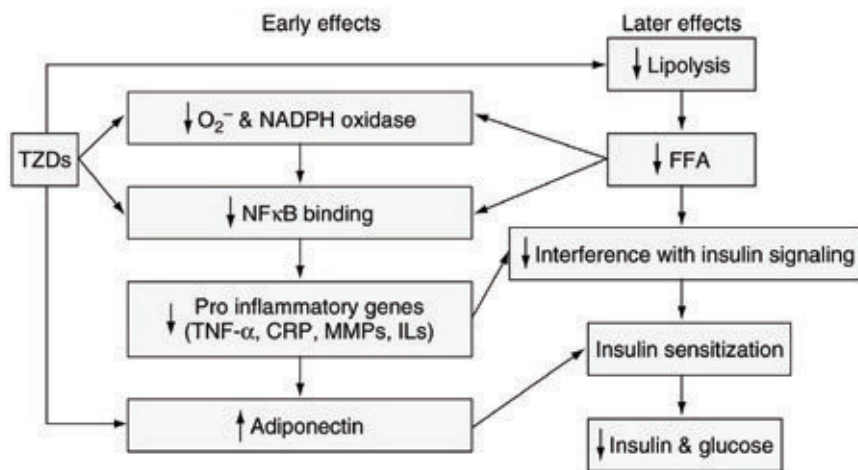 Early effects
Later effects
↓ Lipolysis
↓ O₂⁻ & NADPH oxidase
TZDs
↓ FFA
↓ NFκB binding
↓ Interference with insulin signaling
↓ Pro inflammatory genes
(TNF-α, CRP, MMPs, ILs)
Insulin sensitization
↑ Adiponectin
↓ Insulin & glucose